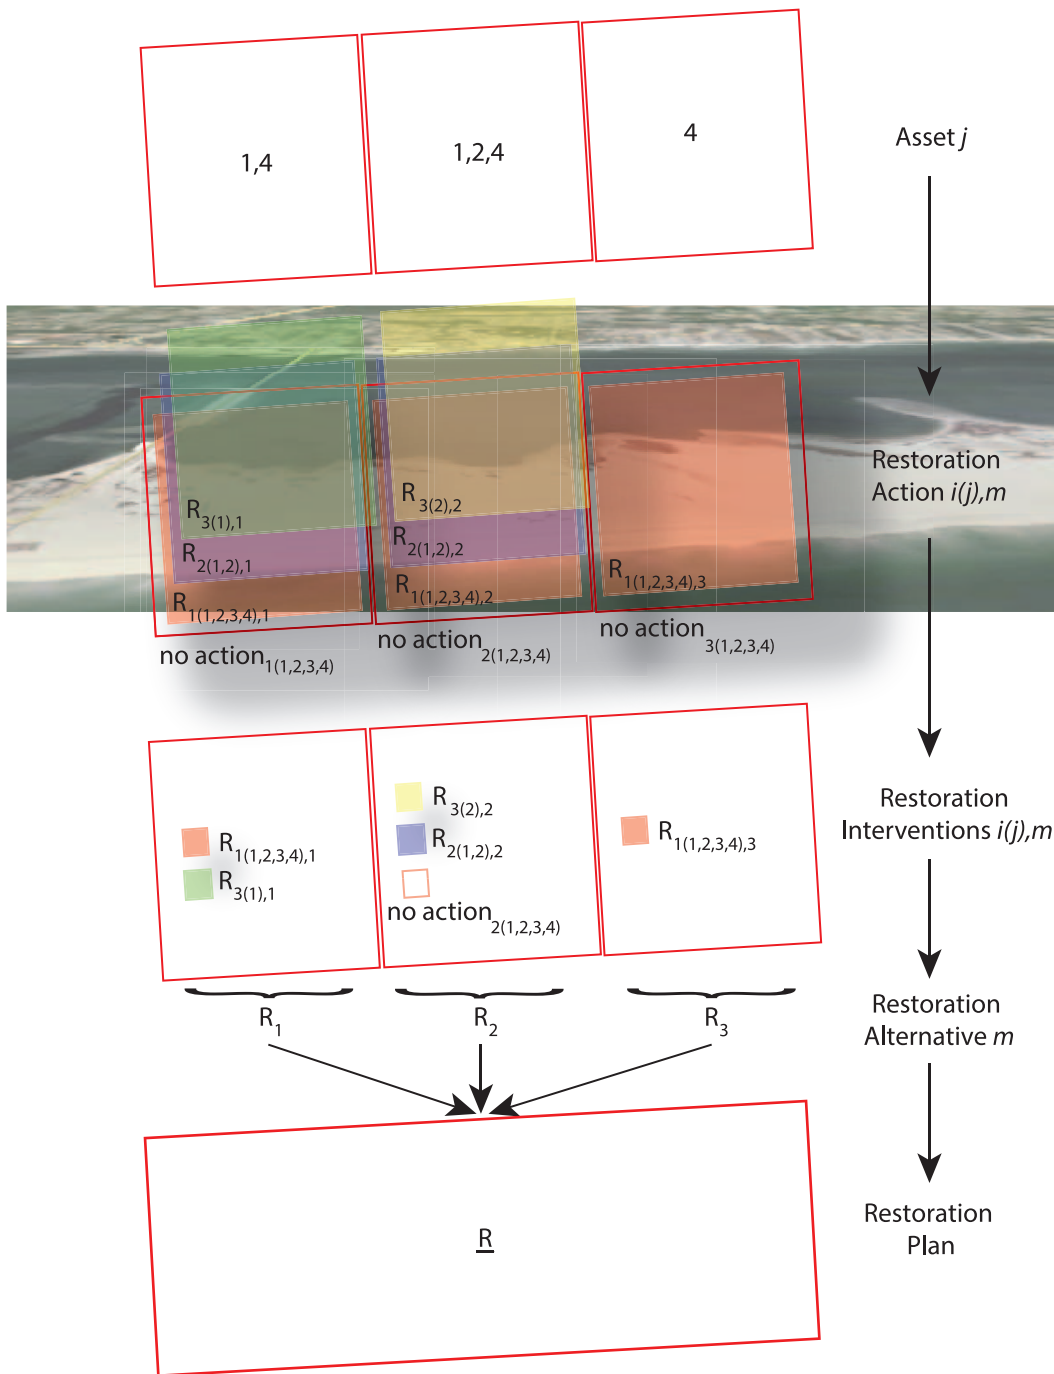 1,4
1,2,4
4
Asset j
Restoration
Action i(j),m
R3(1),1
R3(2),2
R2(1,2),1
R2(1,2),2
R1(1,2,3,4),1
R1(1,2,3,4),2
R1(1,2,3,4),3
no action1(1,2,3,4)
no action2(1,2,3,4)
no action3(1,2,3,4)
R1(1,2,3,4),1
R3(1),1
R3(2),2
R2(1,2),2
no action2(1,2,3,4)
R1(1,2,3,4),3
Restoration
Interventions i(j),m
R1
R2
R3
Restoration
Alternative m
R
Restoration
Plan